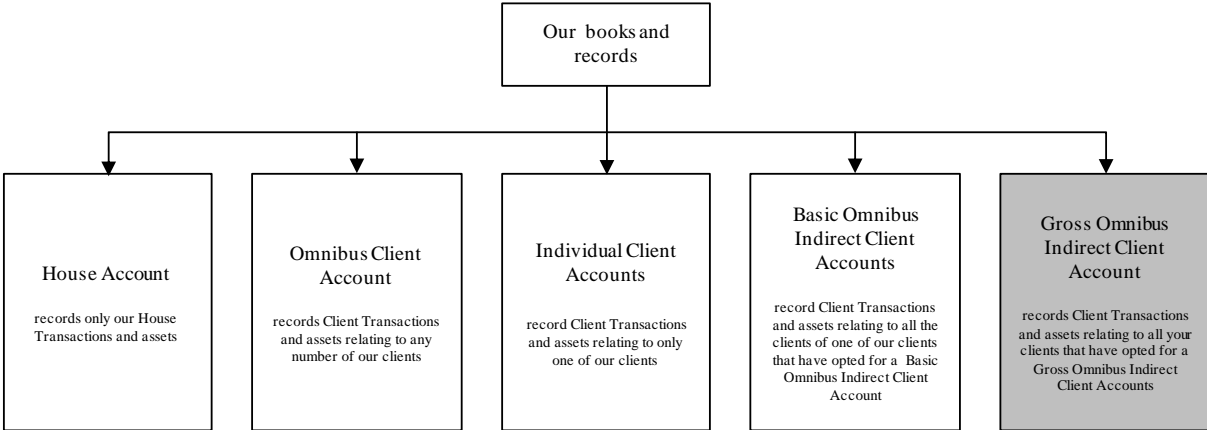 Our books and
records
House Account
records only our House
Transactions and assets
Omnibus Client
Account
records Client Transactions
and assets relating to any
number of our clients
Individual Client
Accounts
record Client Transactions
and assets relating to only
one of our clients
Basic Omnibus
Indirect Client
Accounts
record Client Transactions
and assets relating to all the
clients of one of our clients
that have opted for a Basic
Omnibus Indirect Client
Account
Gross Omnibus
Indirect Client
Account
records Client Transactions
and assets relating to all your
clients that have opted for a
Gross Omnibus Indirect
Client Accounts